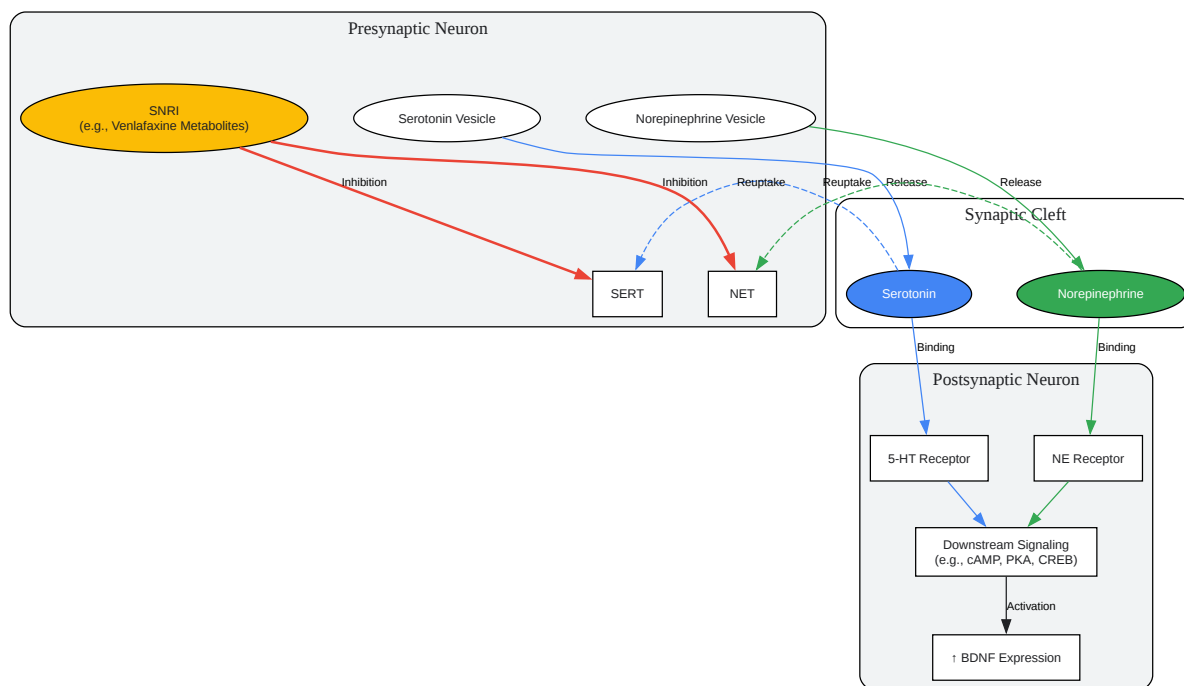 Presynaptic Neuron
SNRI
(e.g., Venlafaxine Metabolites)
Serotonin Vesicle
Norepinephrine Vesicle
Inhibition
Inhibition
Reuptake
Reuptake
Release
Release
Synaptic Cleft
SERT
NET
Serotonin
Norepinephrine
Binding
Binding
Postsynaptic Neuron
5-HT Receptor
NE Receptor
Downstream Signaling
(e.g., cAMP, PKA, CREB)
Activation
↑ BDNF Expression